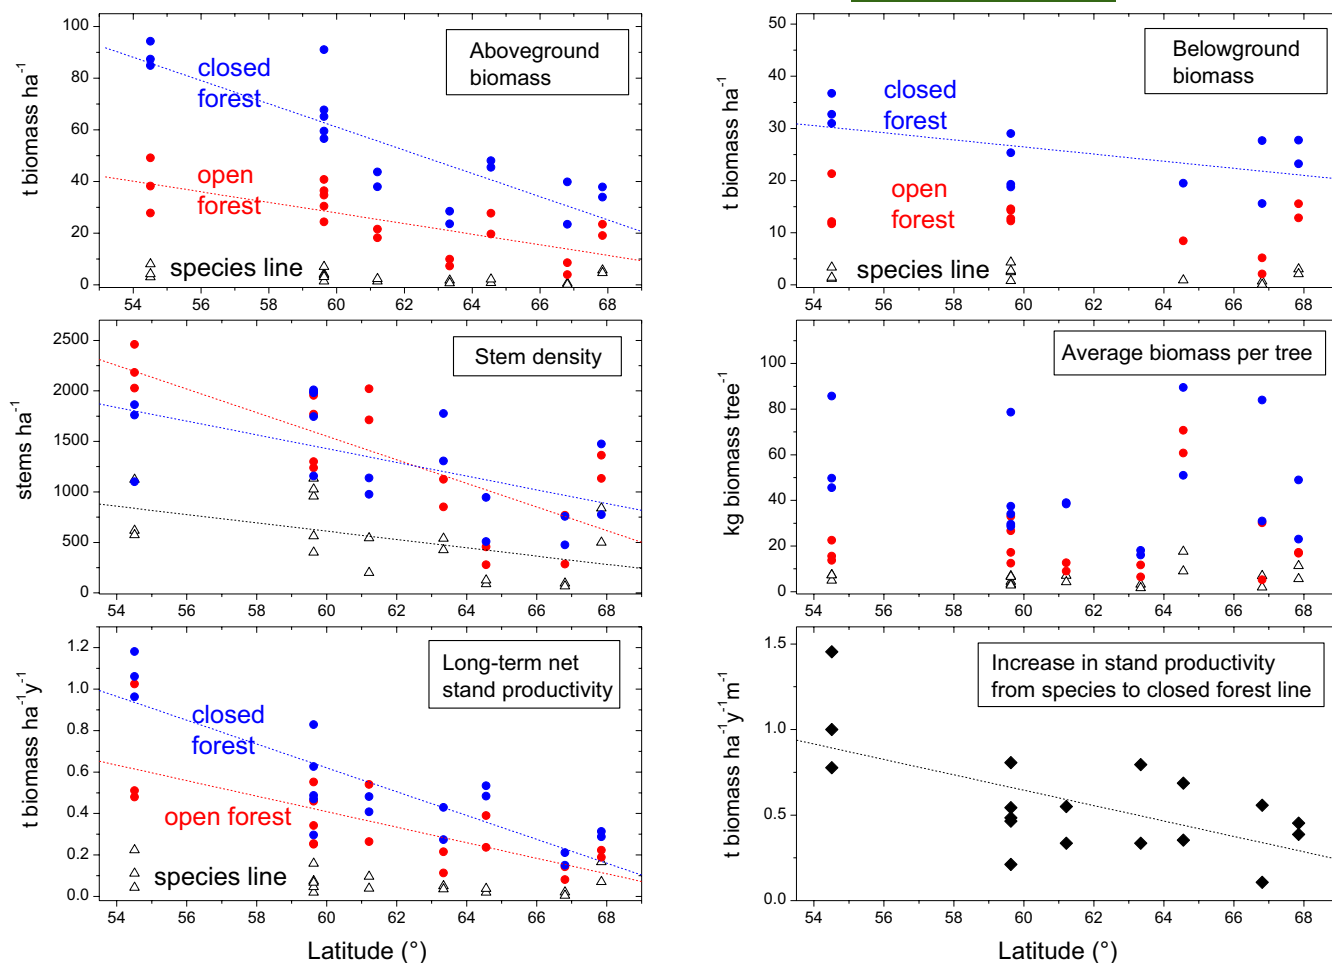 100
80
60
40
20
0
t biomass ha⁻¹
closed
forest
open
forest
species line
Aboveground
biomass
54 56 58 60 62 64 66 68
50
40
30
20
10
0
t biomass ha⁻¹
closed
forest
open
forest
species line
Belowground
biomass
54 56 58 60 62 64 66 68
2500
2000
1500
1000
500
0
stems ha⁻¹
Stem density
54 56 58 60 62 64 66 68
100
80
60
40
20
0
kg biomass tree⁻¹
Average biomass per tree
54 56 58 60 62 64 66 68
1.2
1.0
0.8
0.6
0.4
0.2
0.0
t biomass ha⁻¹y⁻¹
closed
forest
open forest
species line
Long-term net
stand productivity
54 56 58 60 62 64 66 68
Latitude (°)
1.5
1.0
0.5
0.0
t biomass ha⁻¹y⁻¹m⁻¹
Increase in stand productivity
from species to closed forest line
54 56 58 60 62 64 66 68
Latitude (°)